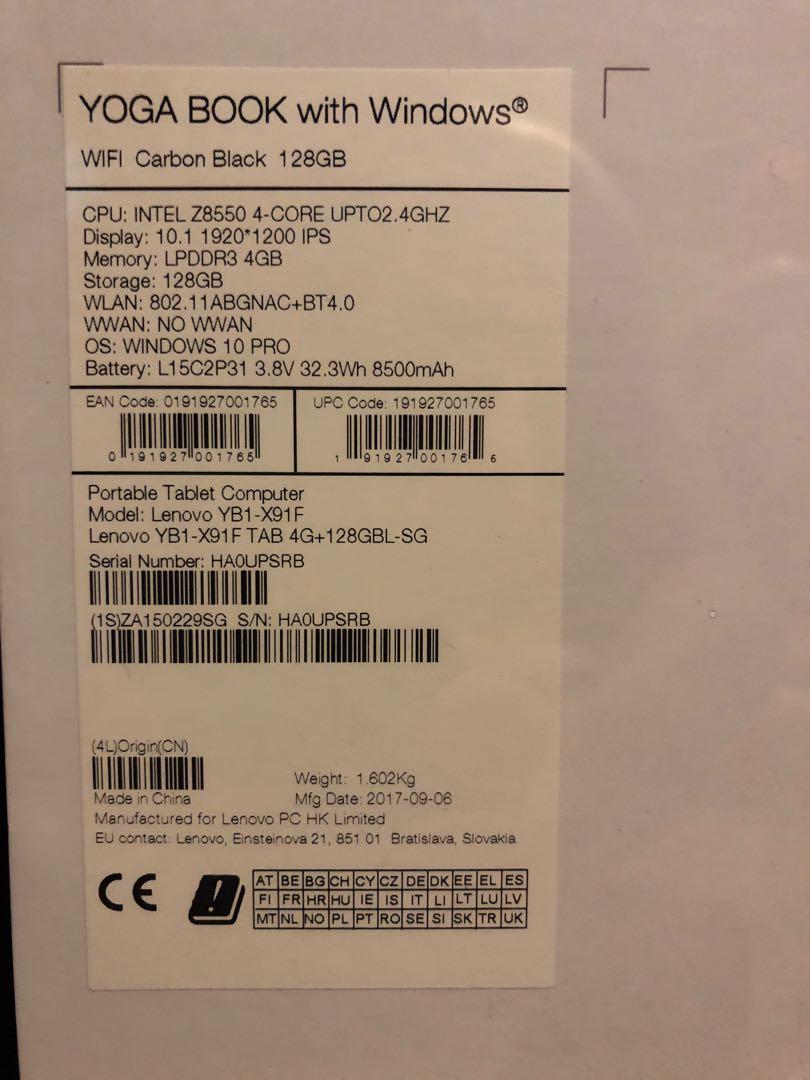 YOGA BOOK with Windows®
WIFI Carbon Black 128GB
CPU: INTEL Z8550 4-CORE UPTO2.4GHZ
Display: 10.1 1920*1200 IPS
Memory: LPDDR3 4GB
Storage: 128GB
WLAN: 802.11ABGNAC+BT4.0
WWAN: NO WWAN
OS: WINDOWS 10 PRO
Battery: L15C2P31 3.8V 32.3Wh 8500mAh
EAN Code: 0191927001765 UPC Code: 191927001765
0 191927 001765 1 91927 00176 6
Portable Tablet Computer
Model: Lenovo YB1-X91F
Lenovo YB1-X91F TAB 4G+128GBL-SG
Serial Number: HA0UPSRB
(1S)ZA150229SG S/N: HA0UPSRB
(4L)Origin(CN)
Weight: 1.602Kg
Made in China Mfg Date: 2017-09-06
Manufactured for Lenovo PC HK Limited
EU contact: Lenovo, Einsteinova 21, 851 01 Bratislava, Slovakia
CE
AT BE BG CH CY CZ DE DK EE EL ES
FI FR HR HU IE IS IT LI LT LU LV
MT NL NO PL PT RO SE SI SK TR UK